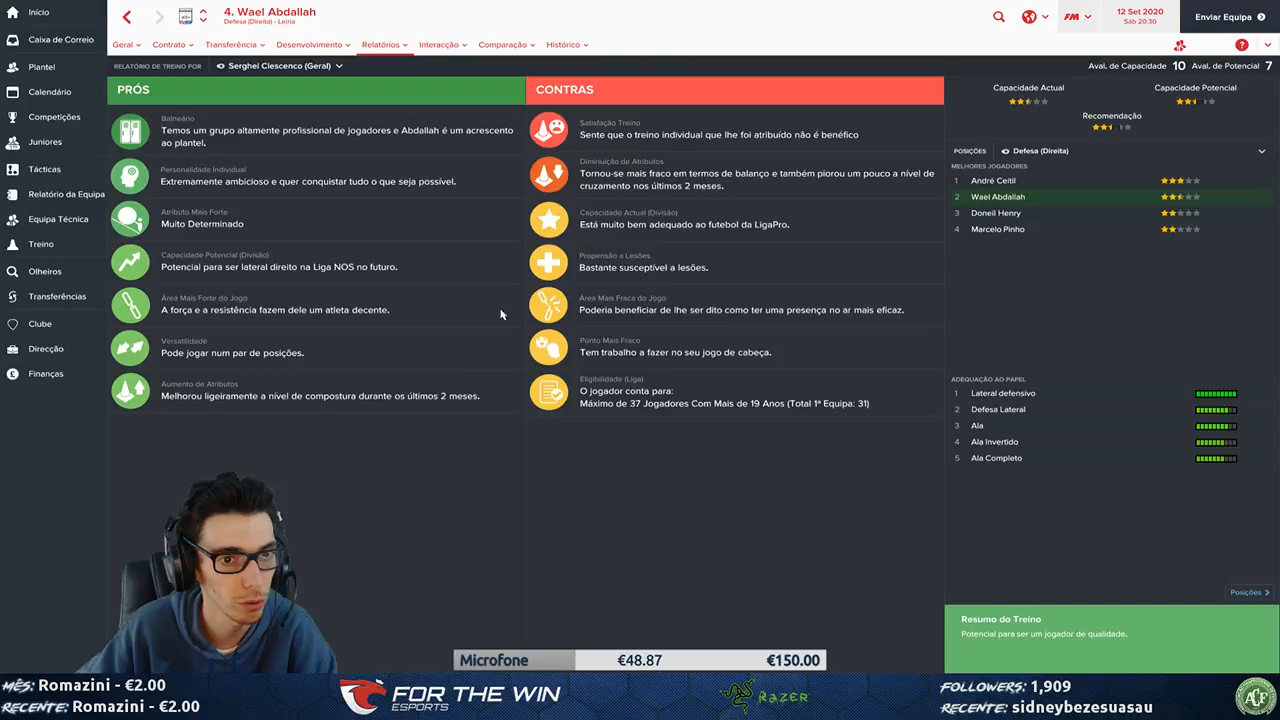 Início
Caixa de Correio
Plantel
Calendário
Competições
Juniores
Tácticas
Relatório da Equipa
Equipa Técnica
Treino
Olheiros
Transferências
Clube
Direcção
Finanças
4. Wael Abdallah
Defesa (Direita) - Leiria
FM
12 Set 2020
Sáb 20:30
Enviar Equipa
Geral
Contrato
Transferência
Desenvolvimento
Relatórios
Interacção
Comparação
Histórico
?
RELATÓRIO DE TREINO POR
Serghei Clescenco (Geral)
Aval. de Capacidade 10 Aval. de Potencial 7
PRÓS
Balneário
Temos um grupo altamente profissional de jogadores e Abdallah é um acrescento
ao plantel.
Personalidade Individual
Extremamente ambicioso e quer conquistar tudo o que seja possível.
Atributo Mais Forte
Muito Determinado
Capacidade Potencial (Divisão)
Potencial para ser lateral direito na Liga NOS no futuro.
Área Mais Forte do Jogo
A força e a resistência fazem dele um atleta decente.
Versatilidade
Pode jogar num par de posições.
Aumento de Atributos
Melhorou ligeiramente a nível de compostura durante os últimos 2 meses.
CONTRAS
Satisfação Treino
Sente que o treino individual que lhe foi atribuído não é benéfico
Diminuição de Atributos
Tornou-se mais fraco em termos de balanço e também piorou um pouco a nível de
cruzamento nos últimos 2 meses.
Capacidade Actual (Divisão)
Está muito bem adequado ao futebol da LigaPro.
Propensão a Lesões
Bastante susceptível a lesões.
Área Mais Fraca do Jogo
Poderia beneficiar de lhe ser dito como ter uma presença no ar mais eficaz.
Ponto Mais Fraco
Tem trabalho a fazer no seu jogo de cabeça.
Eligibilidade (Liga)
O jogador conta para:
Máximo de 37 Jogadores Com Mais de 19 Anos (Total 1ª Equipa: 31)
Capacidade Actual
Capacidade Potencial
Recomendação
POSIÇÕES
Defesa (Direita)
MELHORES JOGADORES
1 André Ceitil
2 Wael Abdallah
3 Doneil Henry
4 Marcelo Pinho
ADEQUAÇÃO AO PAPEL
1 Lateral defensivo
2 Defesa Lateral
3 Ala
4 Ala Invertido
5 Ala Completo
Posições
Resumo do Treino
Potencial para ser um jogador de qualidade.
Microfone €48.87 €150.00
MÊS: Romazini - €2.00
RECENTE: Romazini - €2.00
FOR THE WIN
ESPORTS
RAZER
FOLLOWERS: 1,909
RECENTE: sidneybezesuasau
ACF